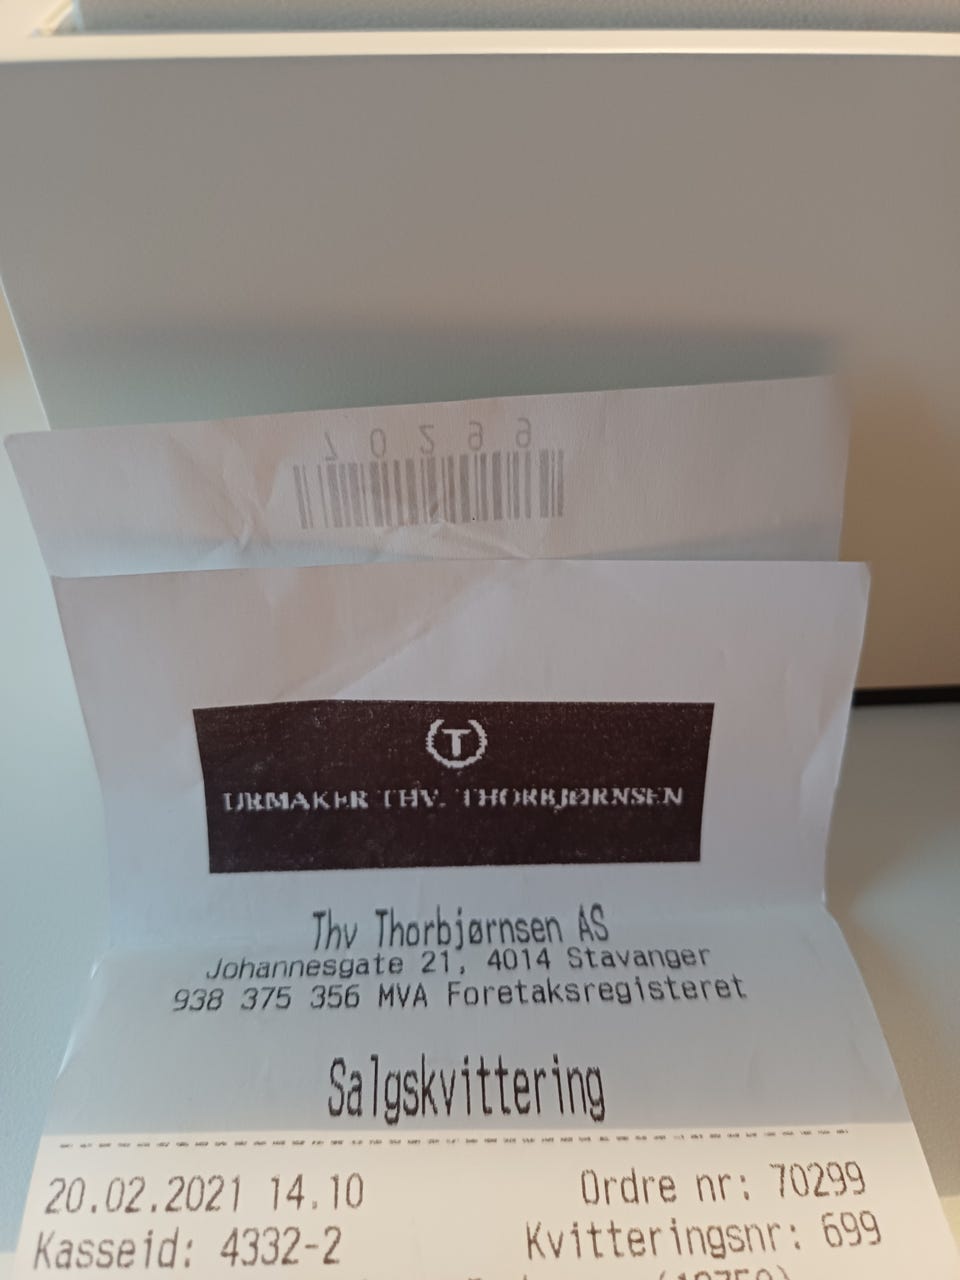 70299
T
URMAKER THV. THORBJØRNSEN
Thv Thorbjørnsen AS
Johannesgate 21, 4014 Stavanger
938 375 356 MVA Foretaksregisteret
Salgskvittering
20.02.2021 14.10 Ordre nr: 70299
Kasseid: 4332-2 Kvitteringsnr: 699